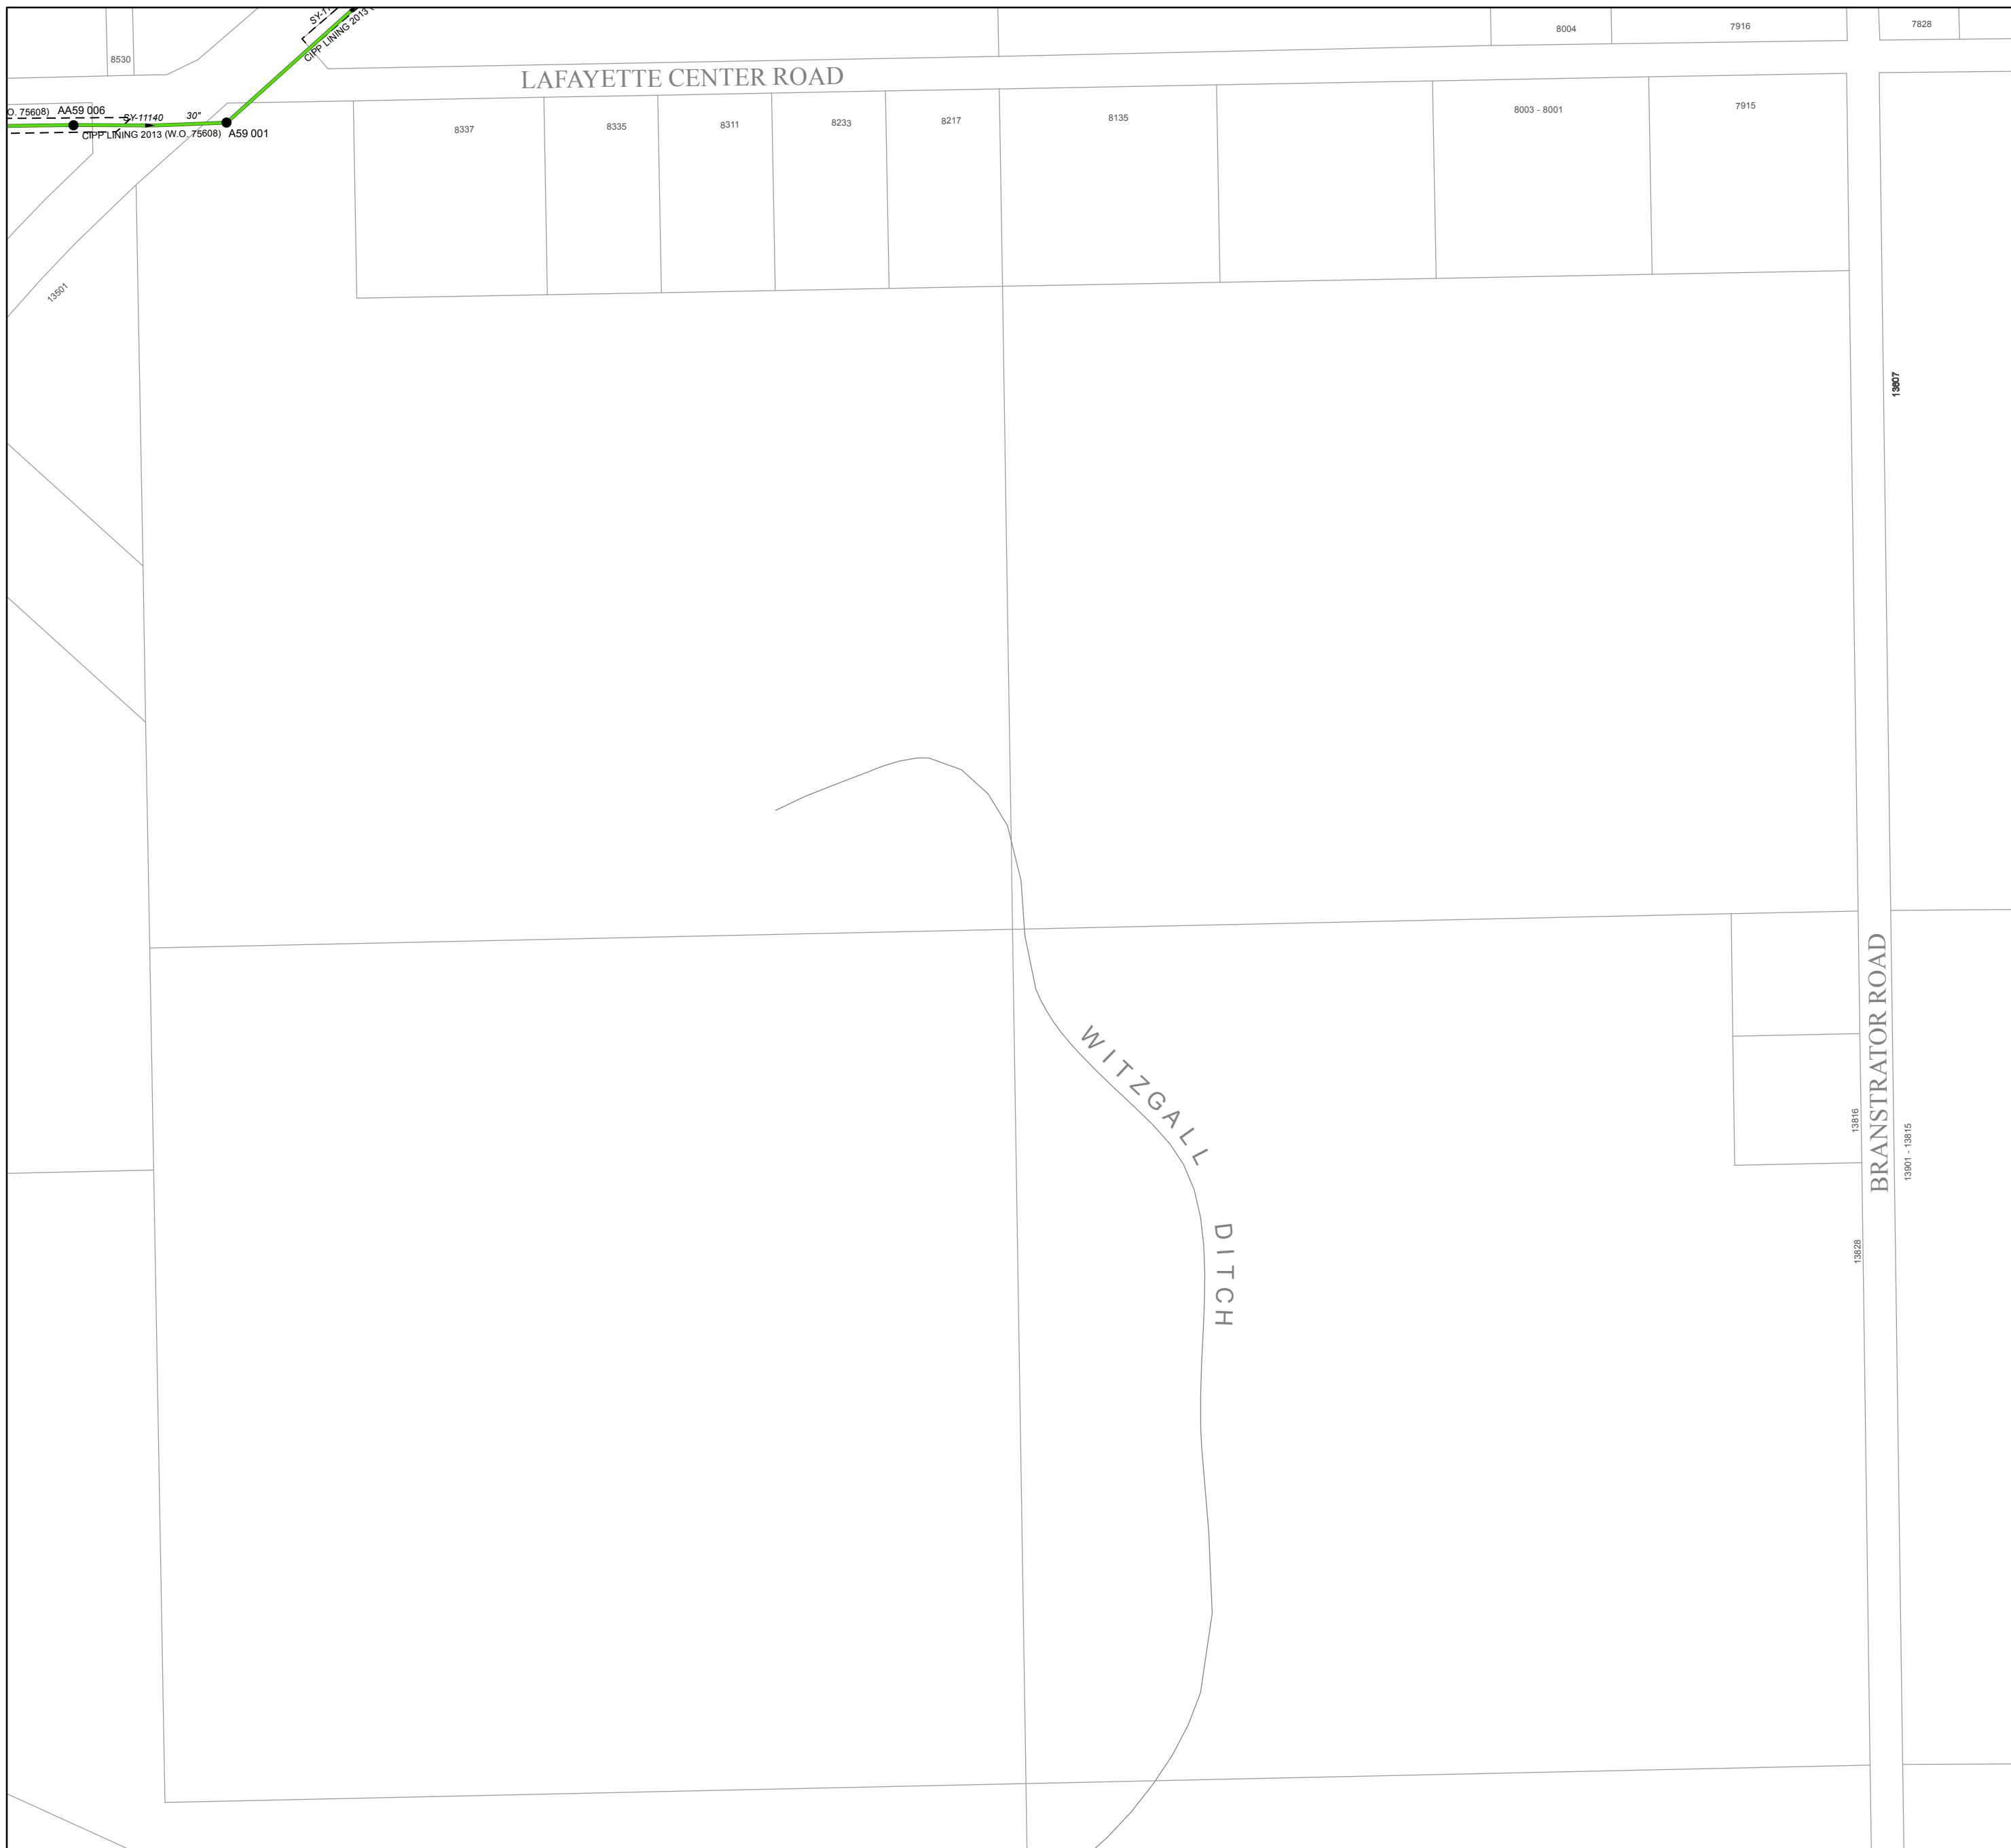 SY-11
CIPP LINING 2013 (
8004
7916
7828
8530
LAFAYETTE CENTER ROAD
O. 75608)
AA59 006
SY-11140
30"
CIPP LINING 2013 (W.O. 75608)
A59 001
8337
8335
8311
8233
8217
8135
8003 - 8001
7915
13501
BRANSTRATOR ROAD
WITZGALL
DITCH
13816
13901 - 13815
13828